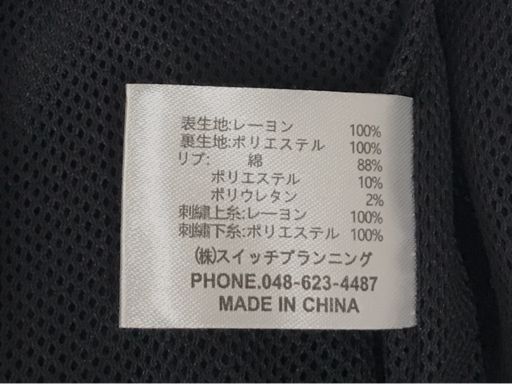 表生地:レーヨン 100%
裏生地:ポリエステル 100%
リブ: 綿 88%
ポリエステル 10%
ポリウレタン 2%
刺繍上糸:レーヨン 100%
刺繍下糸:ポリエステル 100%
(株)スイッチプランニング
PHONE.048-623-4487
MADE IN CHINA